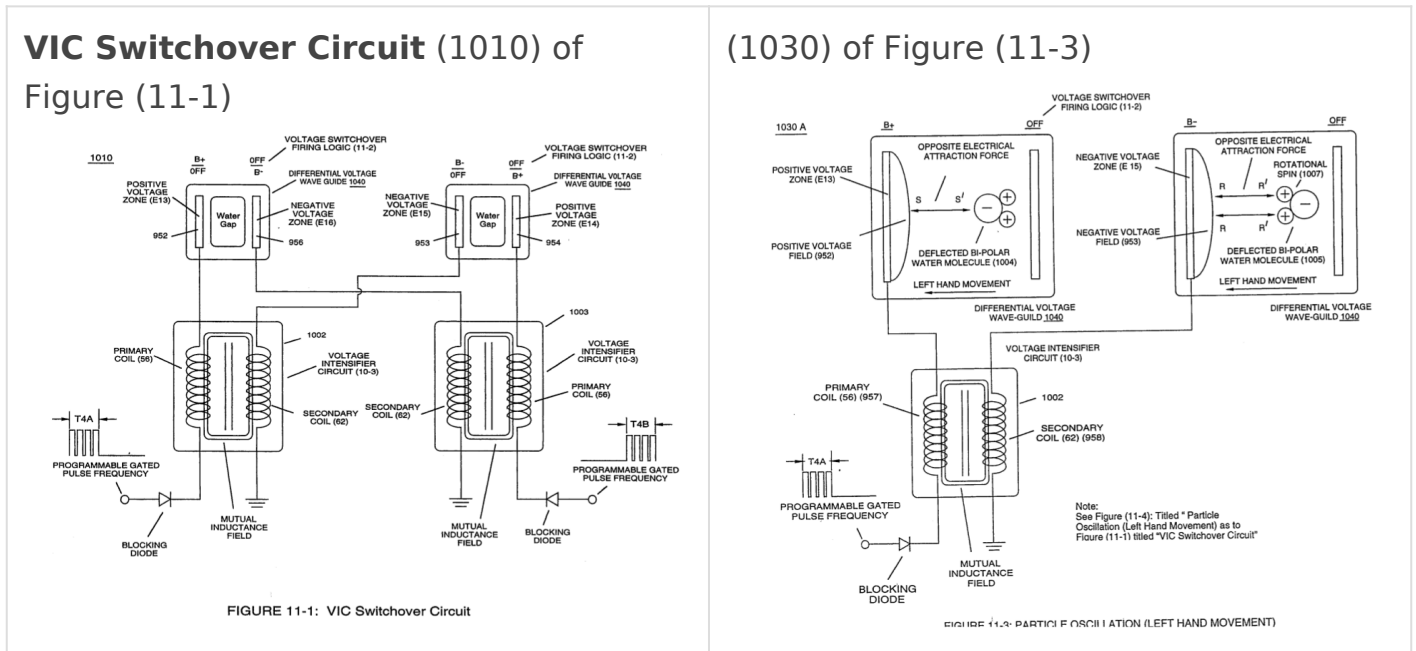 VIC Switchover Circuit (1010) of
Figure (11-1)
1010
B+
OFF
OFF
B-
VOLTAGE SWITCHOVER
FIRING LOGIC (11-2)
DIFFERENTIAL VOLTAGE
WAVE GUIDE 1040
POSITIVE
VOLTAGE
ZONE (E13)
952
Water
Gap
NEGATIVE
VOLTAGE
ZONE (E16)
956
B-
OFF
OFF
B+
VOLTAGE SWITCHOVER
FIRING LOGIC (11-2)
DIFFERENTIAL VOLTAGE
WAVE GUIDE 1040
NEGATIVE
VOLTAGE
ZONE (E15)
953
Water
Gap
POSITIVE
VOLTAGE
ZONE (E14)
954
1002
PRIMARY
COIL (56)
VOLTAGE
INTENSIFIER
CIRCUIT (10-3)
SECONDARY
COIL (62)
1003
VOLTAGE
INTENSIFIER
CIRCUIT (10-3)
PRIMARY
COIL (56)
SECONDARY
COIL (62)
T4A
PROGRAMMABLE GATED
PULSE FREQUENCY
BLOCKING
DIODE
MUTUAL
INDUCTANCE
FIELD
T4B
PROGRAMMABLE GATED
PULSE FREQUENCY
MUTUAL
INDUCTANCE
FIELD
BLOCKING
DIODE
FIGURE 11-1: VIC Switchover Circuit
(1030) of Figure (11-3)
1030 A
B+
OFF
VOLTAGE SWITCHOVER
FIRING LOGIC (11-2)
B-
OFF
POSITIVE VOLTAGE
ZONE (E13)
OPPOSITE ELECTRICAL
ATTRACTION FORCE
S
S'
POSITIVE VOLTAGE
FIELD (952)
DEFLECTED BI-POLAR
WATER MOLECULE (1004)
LEFT HAND MOVEMENT
DIFFERENTIAL VOLTAGE
WAVE-GUILD 1040
NEGATIVE VOLTAGE
ZONE (E 15)
OPPOSITE ELECTRICAL
ATTRACTION FORCE
ROTATIONAL
SPIN (1007)
R
R'
R
R'
NEGATIVE VOLTAGE
FIELD (953)
DEFLECTED BI-POLAR
WATER MOLECULE (1005)
LEFT HAND MOVEMENT
DIFFERENTIAL VOLTAGE
WAVE-GUILD 1040
VOLTAGE INTENSIFIER
CIRCUIT (10-3)
PRIMARY
COIL (56) (957)
1002
SECONDARY
COIL (62) (958)
T4A
PROGRAMMABLE GATED
PULSE FREQUENCY
BLOCKING
DIODE
MUTUAL
INDUCTANCE
FIELD
Note:
See Figure (11-4): Titled " Particle
Oscillation (Left Hand Movement) as to
Figure (11-1) titled "VIC Switchover Circuit"
FIGURE 11-3: PARTICLE OSCILLATION (LEFT HAND MOVEMENT)